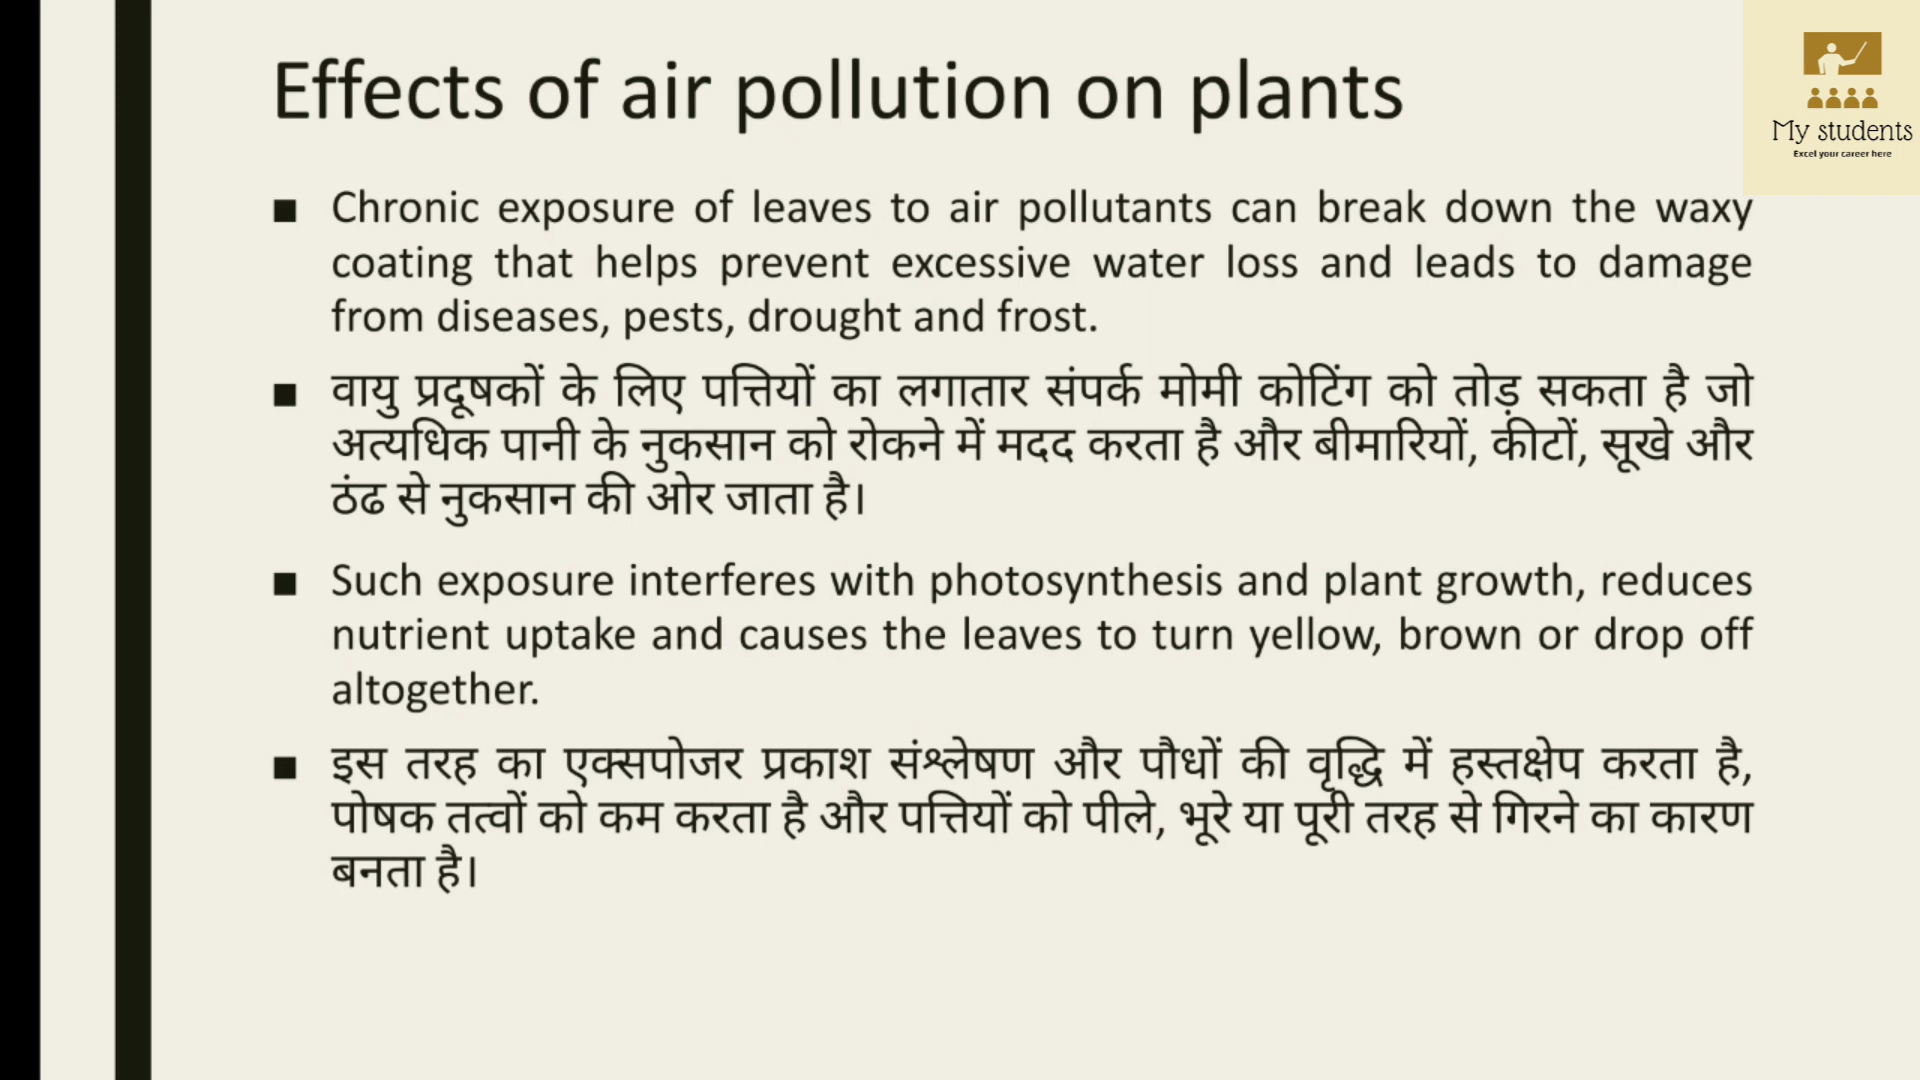 Effects of air pollution on plants
My students
Excel your career here
■ Chronic exposure of leaves to air pollutants can break down the waxy
coating that helps prevent excessive water loss and leads to damage
from diseases, pests, drought and frost.
■ वायु प्रदूषकों के लिए पत्तियों का लगातार संपर्क मोमी कोटिंग को तोड़ सकता है जो
अत्यधिक पानी के नुकसान को रोकने में मदद करता है और बीमारियों, कीटों, सूखे और
ठंढ से नुकसान की ओर जाता है।
■ Such exposure interferes with photosynthesis and plant growth, reduces
nutrient uptake and causes the leaves to turn yellow, brown or drop off
altogether.
■ इस तरह का एक्सपोजर प्रकाश संश्लेषण और पौधों की वृद्धि में हस्तक्षेप करता है,
पोषक तत्वों को कम करता है और पत्तियों को पीले, भूरे या पूरी तरह से गिरने का कारण
बनता है।